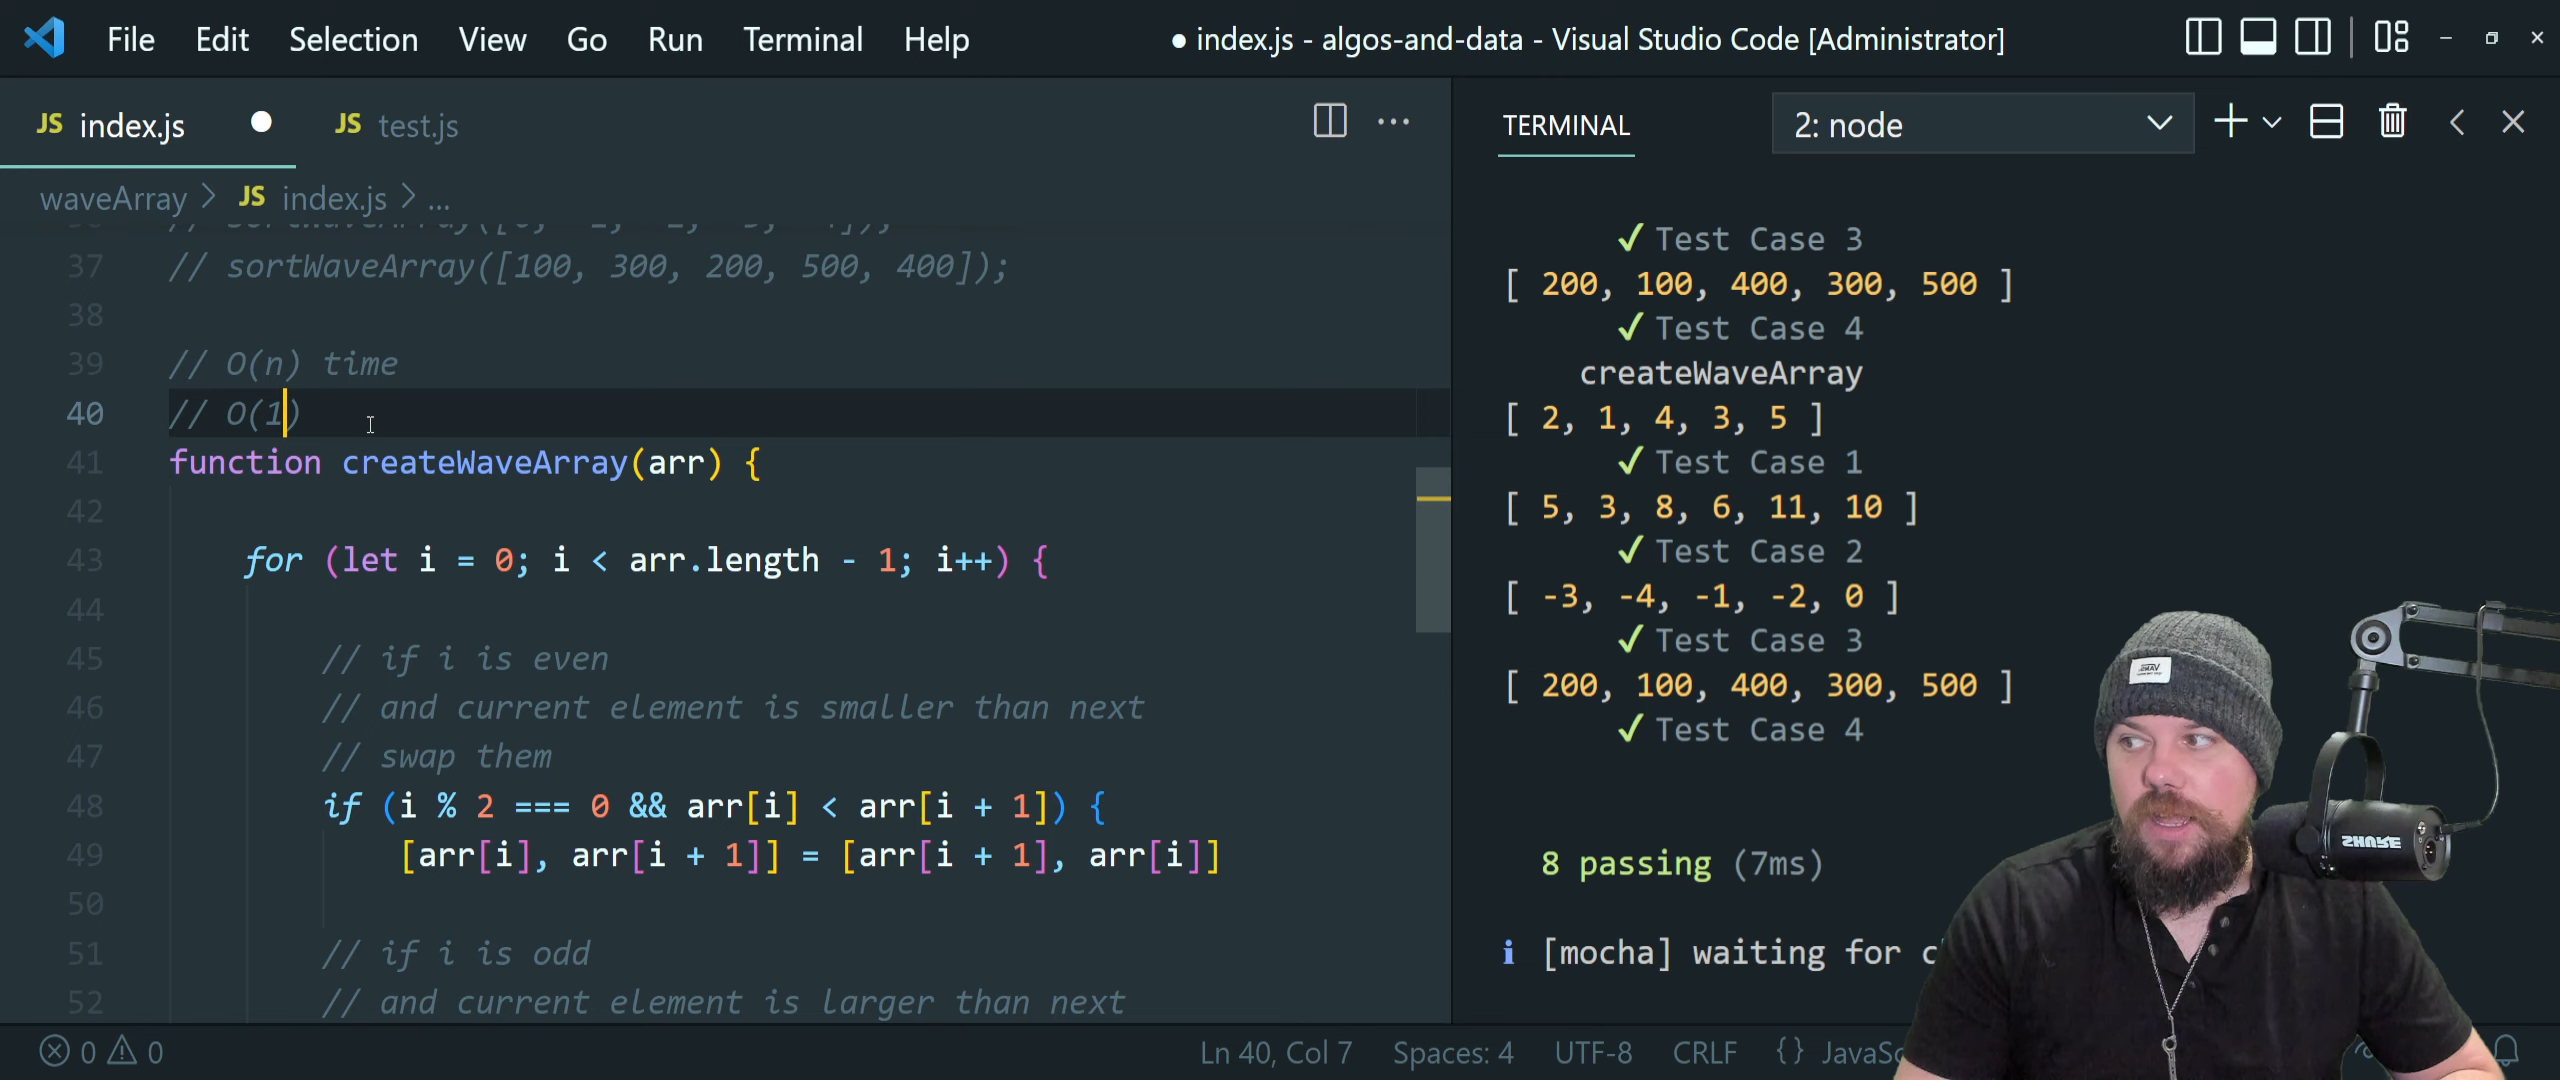 File Edit Selection View Go Run Terminal Help
● index.js - algos-and-data - Visual Studio Code [Administrator]
JS index.js
JS test.js
waveArray > JS index.js > ...
37 // sortWaveArray([100, 300, 200, 500, 400]);
38
39 // O(n) time
40 // O(1)
41 function createWaveArray(arr) {
42
43 for (let i = 0; i < arr.length - 1; i++) {
44
45 // if i is even
46 // and current element is smaller than next
47 // swap them
48 if (i % 2 === 0 && arr[i] < arr[i + 1]) {
49 [arr[i], arr[i + 1]] = [arr[i + 1], arr[i]]
50
51 // if i is odd
52 // and current element is larger than next
TERMINAL
2: node
✓ Test Case 3
[ 200, 100, 400, 300, 500 ]
✓ Test Case 4
createWaveArray
[ 2, 1, 4, 3, 5 ]
✓ Test Case 1
[ 5, 3, 8, 6, 11, 10 ]
✓ Test Case 2
[ -3, -4, -1, -2, 0 ]
✓ Test Case 3
[ 200, 100, 400, 300, 500 ]
✓ Test Case 4
8 passing (7ms)
i [mocha] waiting for
SHURE
0 0
Ln 40, Col 7
Spaces: 4
UTF-8
CRLF
{} JavaSc